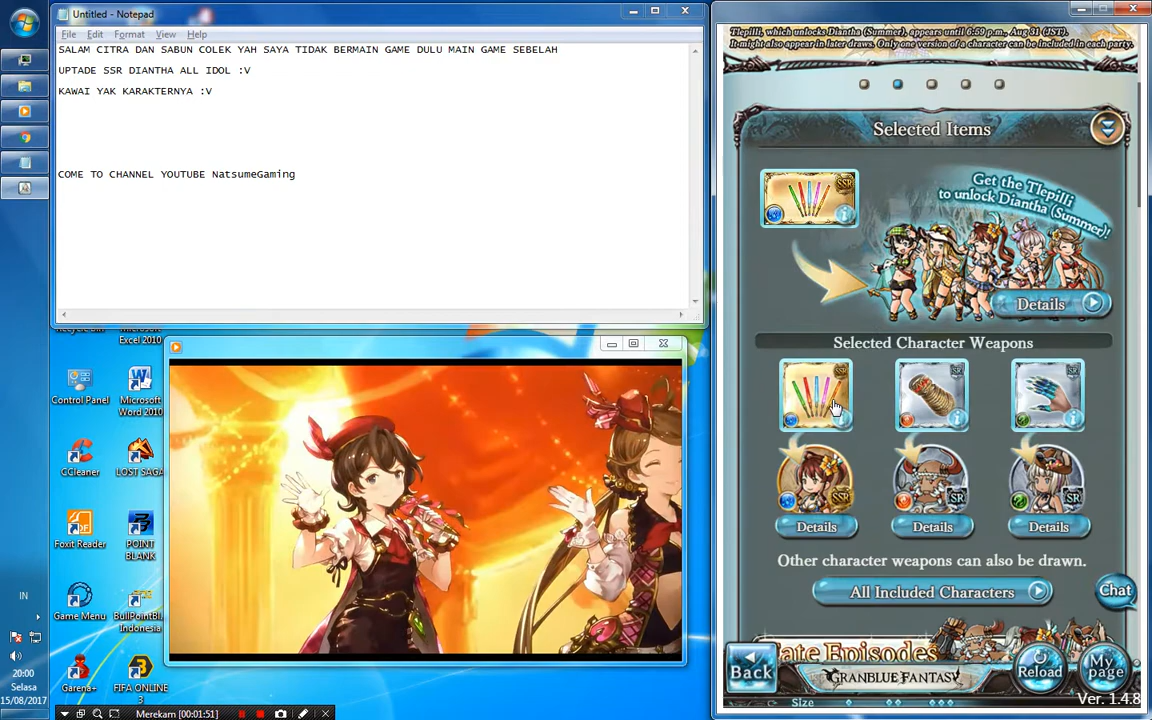 Untitled - Notepad
File Edit Format View Help
SALAM CITRA DAN SABUN COLEK YAH SAYA TIDAK BERMAIN GAME DULU MAIN GAME SEBELAH
UPTADE SSR DIANTHA ALL IDOL :V
KAWAI YAK KARAKTERNYA :V
COME TO CHANNEL YOUTUBE NatsumeGaming
Microsoft Excel 2010
Control Panel
Microsoft Word 2010
CCleaner
LOST SAGA
Foxit Reader
POINT BLANK
Game Menu
Indonesia
Garena+
FIFA ONLINE 3
IN
20:00
Selasa
15/08/2017
Merekam [00:01:51]
Tlepilli, which unlocks Diantha (Summer), appears until 6:59 p.m., Aug 31 (JST).
It might also appear in later draws. Only one version of a character can be included in each party.
Selected Items
SSR
Get the Tlepilli
to unlock Diantha (Summer)!
Details
Selected Character Weapons
SSR SR SR
SSR SR SR
Details Details Details
Other character weapons can also be drawn.
All Included Characters
Chat
Fate Episodes
Back
GRANBLUE FANTASY
Reload
My page
Ver. 1.4.8
Size